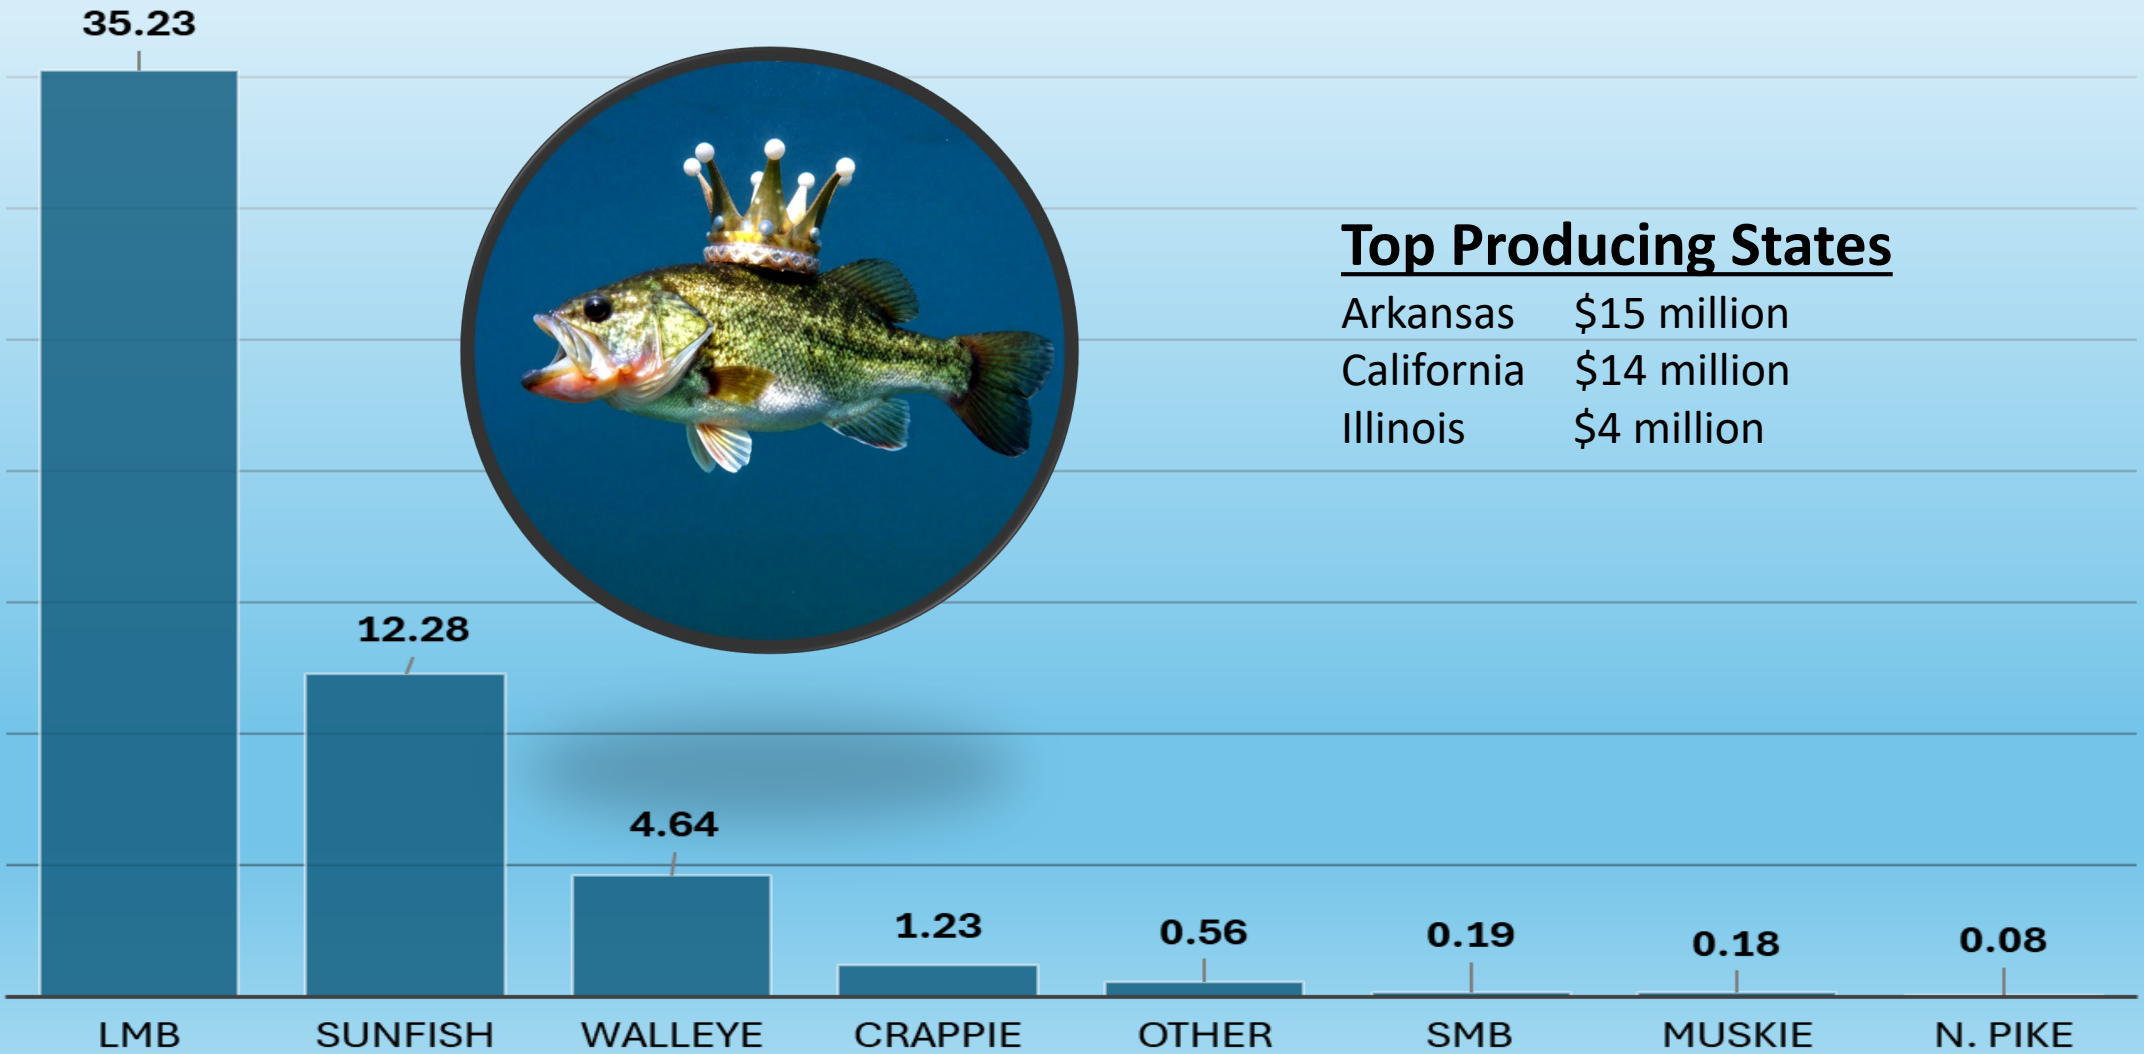 35.23
12.28
4.64
1.23
0.56
0.19
0.18
0.08
Top Producing States
Arkansas $15 million
California $14 million
Illinois $4 million
LMB SUNFISH WALLEYE CRAPPIE OTHER SMB MUSKIE N. PIKE